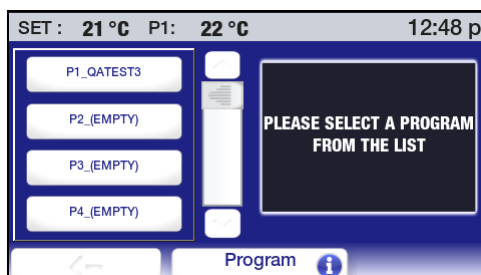 SET : 21 °C P1: 22 °C 12:48 p
P1_QATEST3
P2_(EMPTY)
P3_(EMPTY)
P4_(EMPTY)
PLEASE SELECT A PROGRAM
FROM THE LIST
Program i